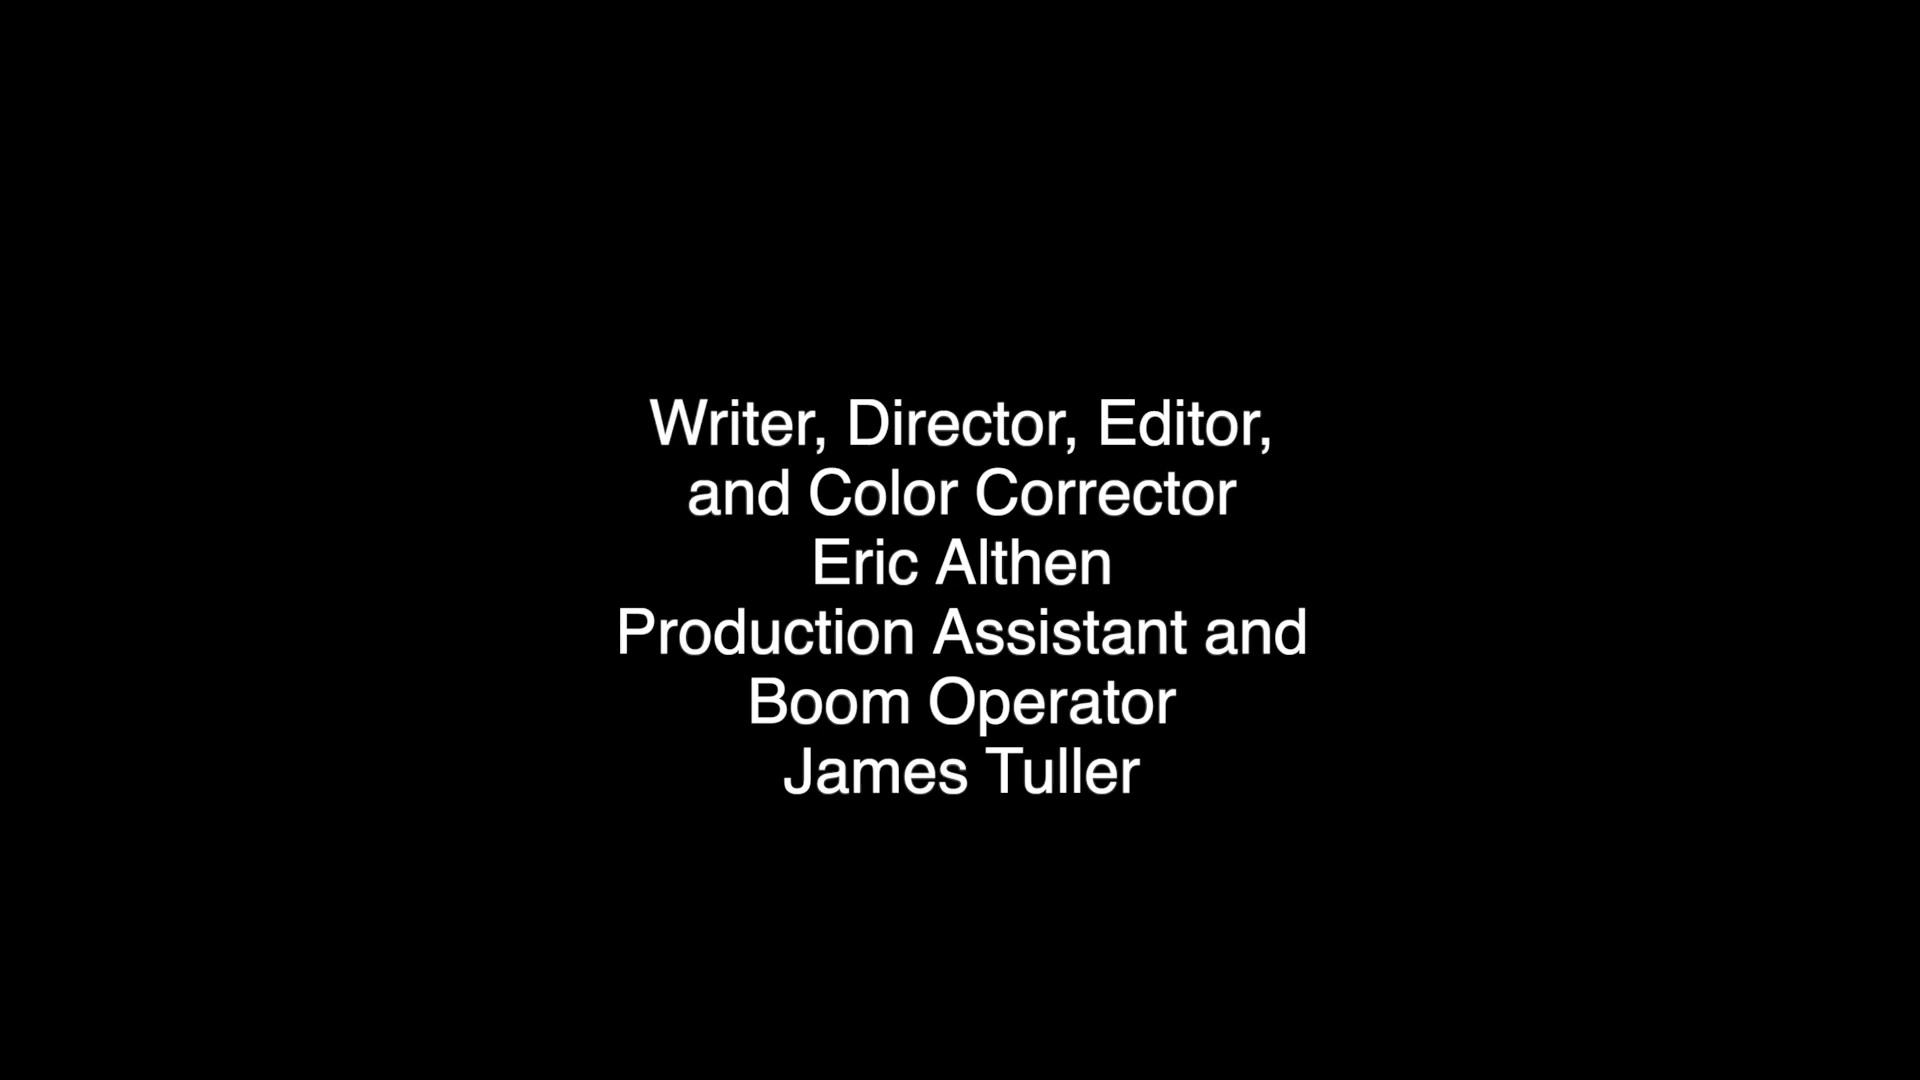 Writer, Director, Editor,
and Color Corrector
Eric Althen
Production Assistant and
Boom Operator
James Tuller